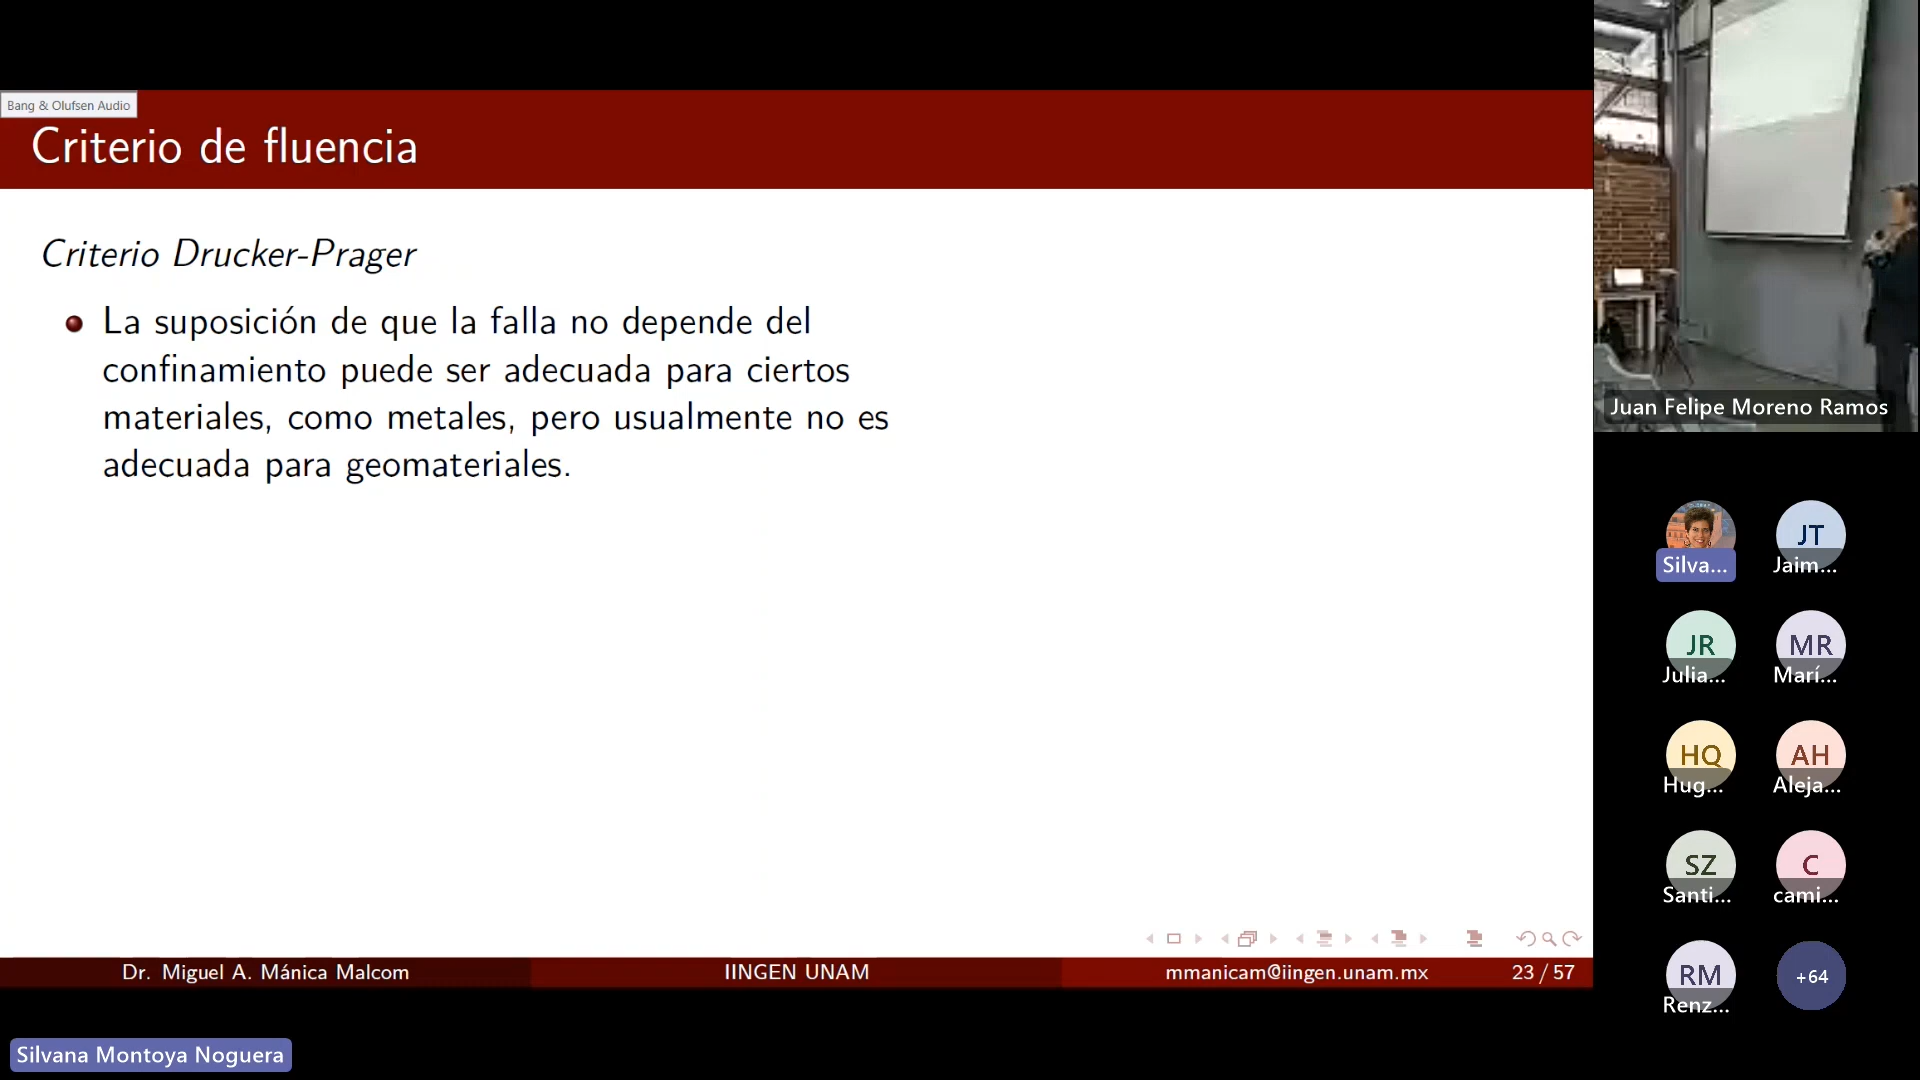 Bang & Olufsen Audio
Criterio de fluencia
Criterio Drucker-Prager
La suposición de que la falla no depende del
confinamiento puede ser adecuada para ciertos
materiales, como metales, pero usualmente no es
adecuada para geomateriales.
Dr. Miguel A. Mánica Malcom
IINGEN UNAM
mmanicam@iingen.unam.mx
23 / 57
Silvana Montoya Noguera
Juan Felipe Moreno Ramos
Silva...
JT
Jaim...
JR
Julia...
MR
Marí...
HQ
Hug...
AH
Aleja...
SZ
Santi...
C
cami...
RM
Renz...
+64